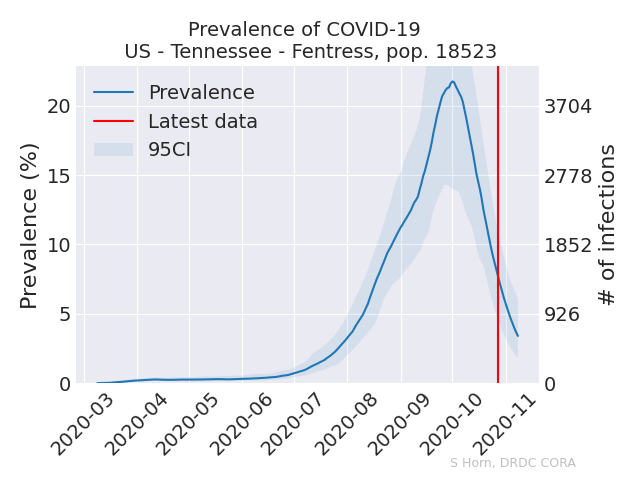 Prevalence of COVID-19
US - Tennessee - Fentress, pop. 18523
Prevalence
Latest data
95CI
Prevalence (%)
20
15
10
5
0
3704
2778
1852
926
0
# of infections
2020-03
2020-04
2020-05
2020-06
2020-07
2020-08
2020-09
2020-10
2020-11
S Horn, DRDC CORA